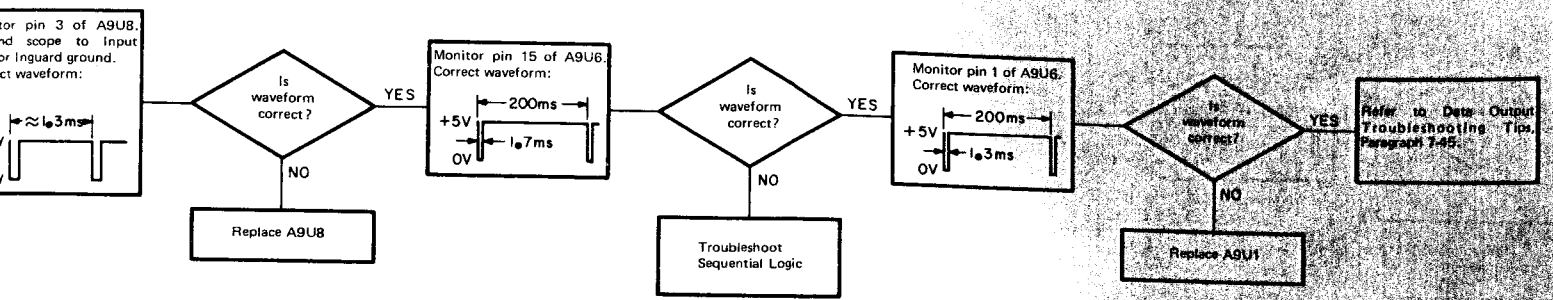 tor pin 3 of A9U8.
nd scope to Input
or Inguard ground.
ct waveform:
≈1.3ms
V
V
Is
waveform
correct?
YES
NO
Replace A9U8
Monitor pin 15 of A9U6.
Correct waveform:
200ms
+5V
1.7ms
0V
Is
waveform
correct?
YES
NO
Troubleshoot
Sequential Logic
Monitor pin 1 of A9U6.
Correct waveform:
200ms
+5V
1.3ms
0V
Is
waveform
correct?
YES
NO
Replace A9U1
Refer to Data Output
Troubleshooting Tips,
Paragraph 7-45.